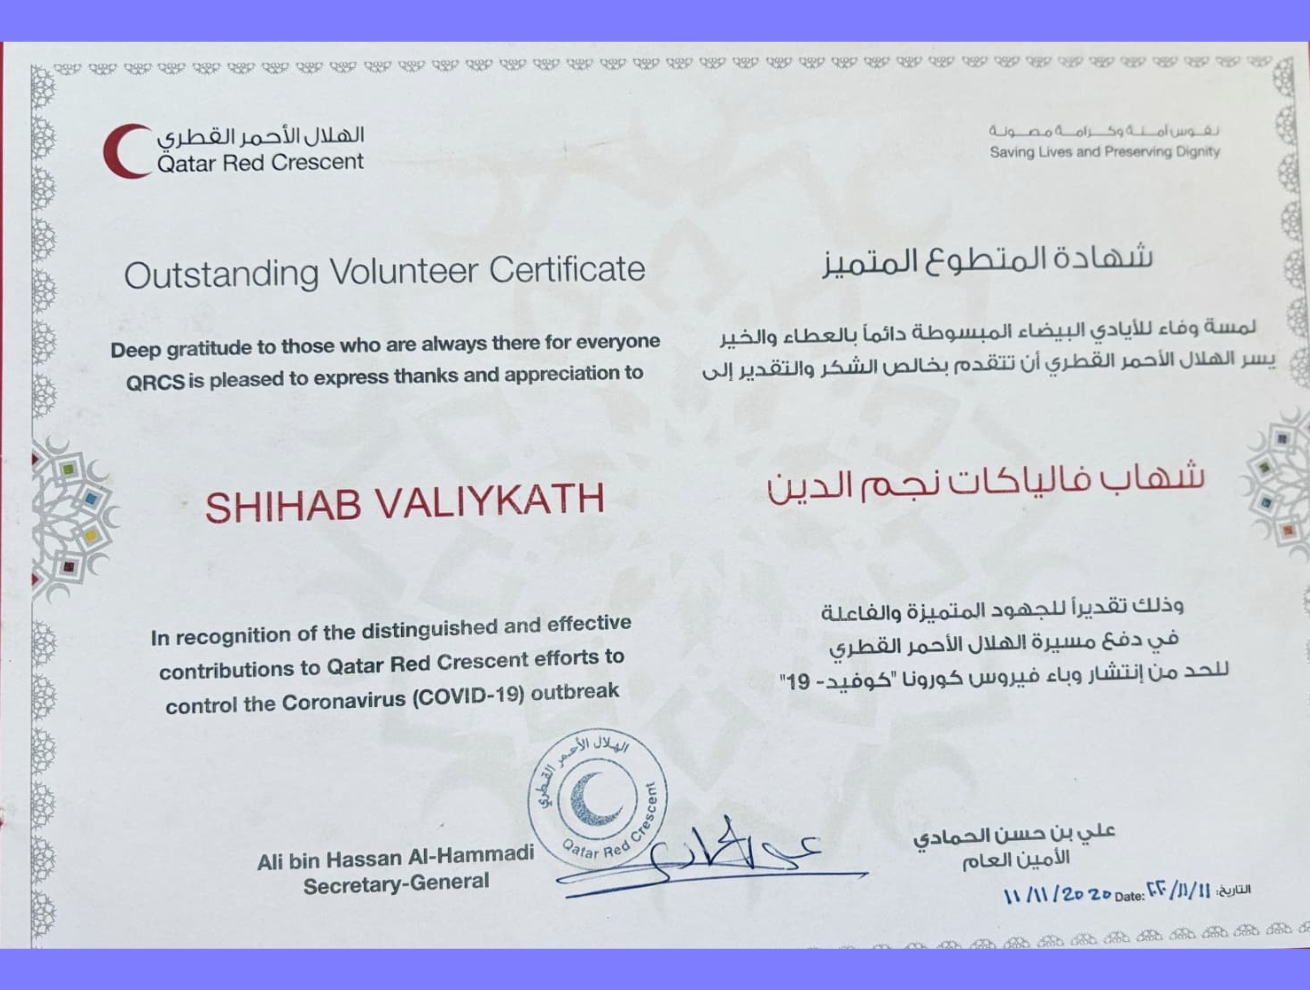 الهلال الأحمر القطري
Qatar Red Crescent
نفوس آمنة وكرامة مصونة
Saving Lives and Preserving Dignity
Outstanding Volunteer Certificate
شهادة المتطوع المتميز
Deep gratitude to those who are always there for everyone
QRCS is pleased to express thanks and appreciation to
لمسة وفاء للأيادي البيضاء المبسوطة دائماً بالعطاء والخير
يسر الهلال الأحمر القطري أن تتقدم بخالص الشكر والتقدير إلى
SHIHAB VALIYKATH
شهاب فالياكات نجم الدين
In recognition of the distinguished and effective
contributions to Qatar Red Crescent efforts to
control the Coronavirus (COVID-19) outbreak
وذلك تقديراً للجهود المتميزة والفاعلة
في دفع مسيرة الهلال الأحمر القطري
للحد من إنتشار وباء فيروس كورونا "كوفيد- 19"
الهلال الأحمر القطري
Qatar Red Crescent
Ali bin Hassan Al-Hammadi
Secretary-General
علي بن حسن الحمادي
الأمين العام
11/11/2020 Date: ٢٢/١١/١١ التاريخ: